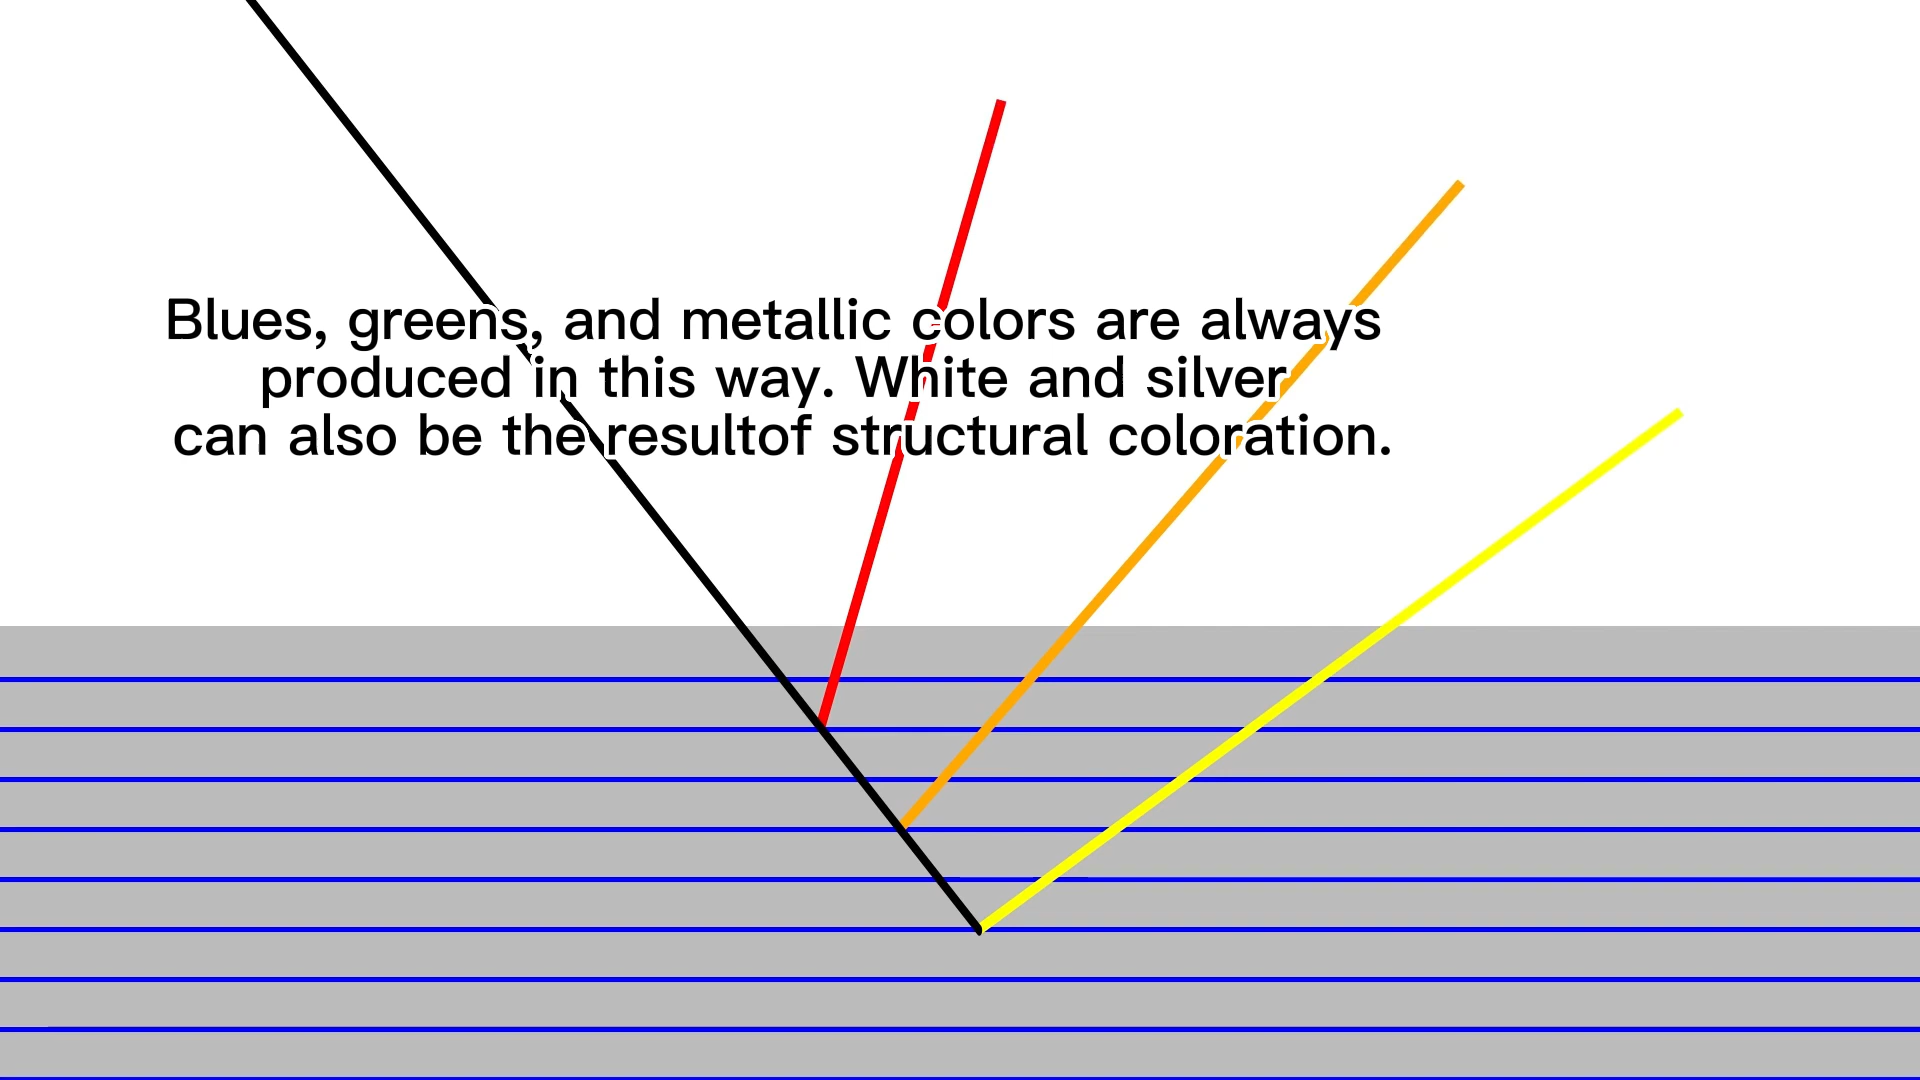 Blues, greens, and metallic colors are always
produced in this way. White and silver
can also be the resultof structural coloration.